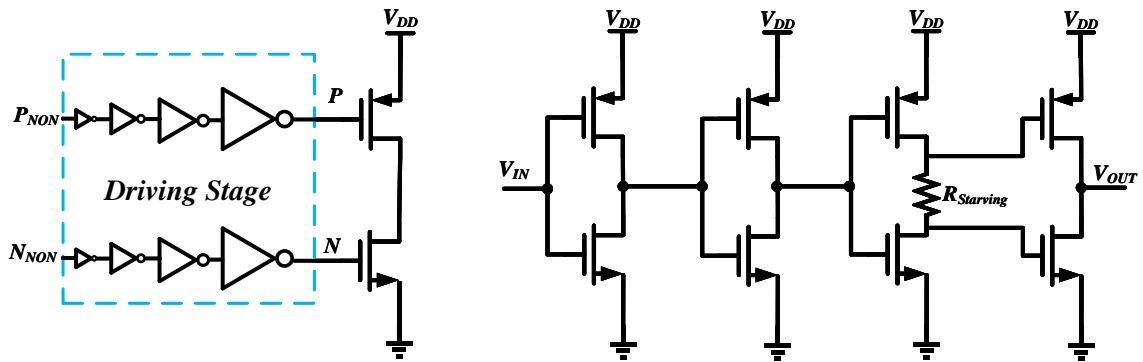 V_DD
P_NON
P
Driving Stage
N_NON
N
V_DD
V_DD
V_DD
V_DD
V_IN
R_Starving
V_OUT